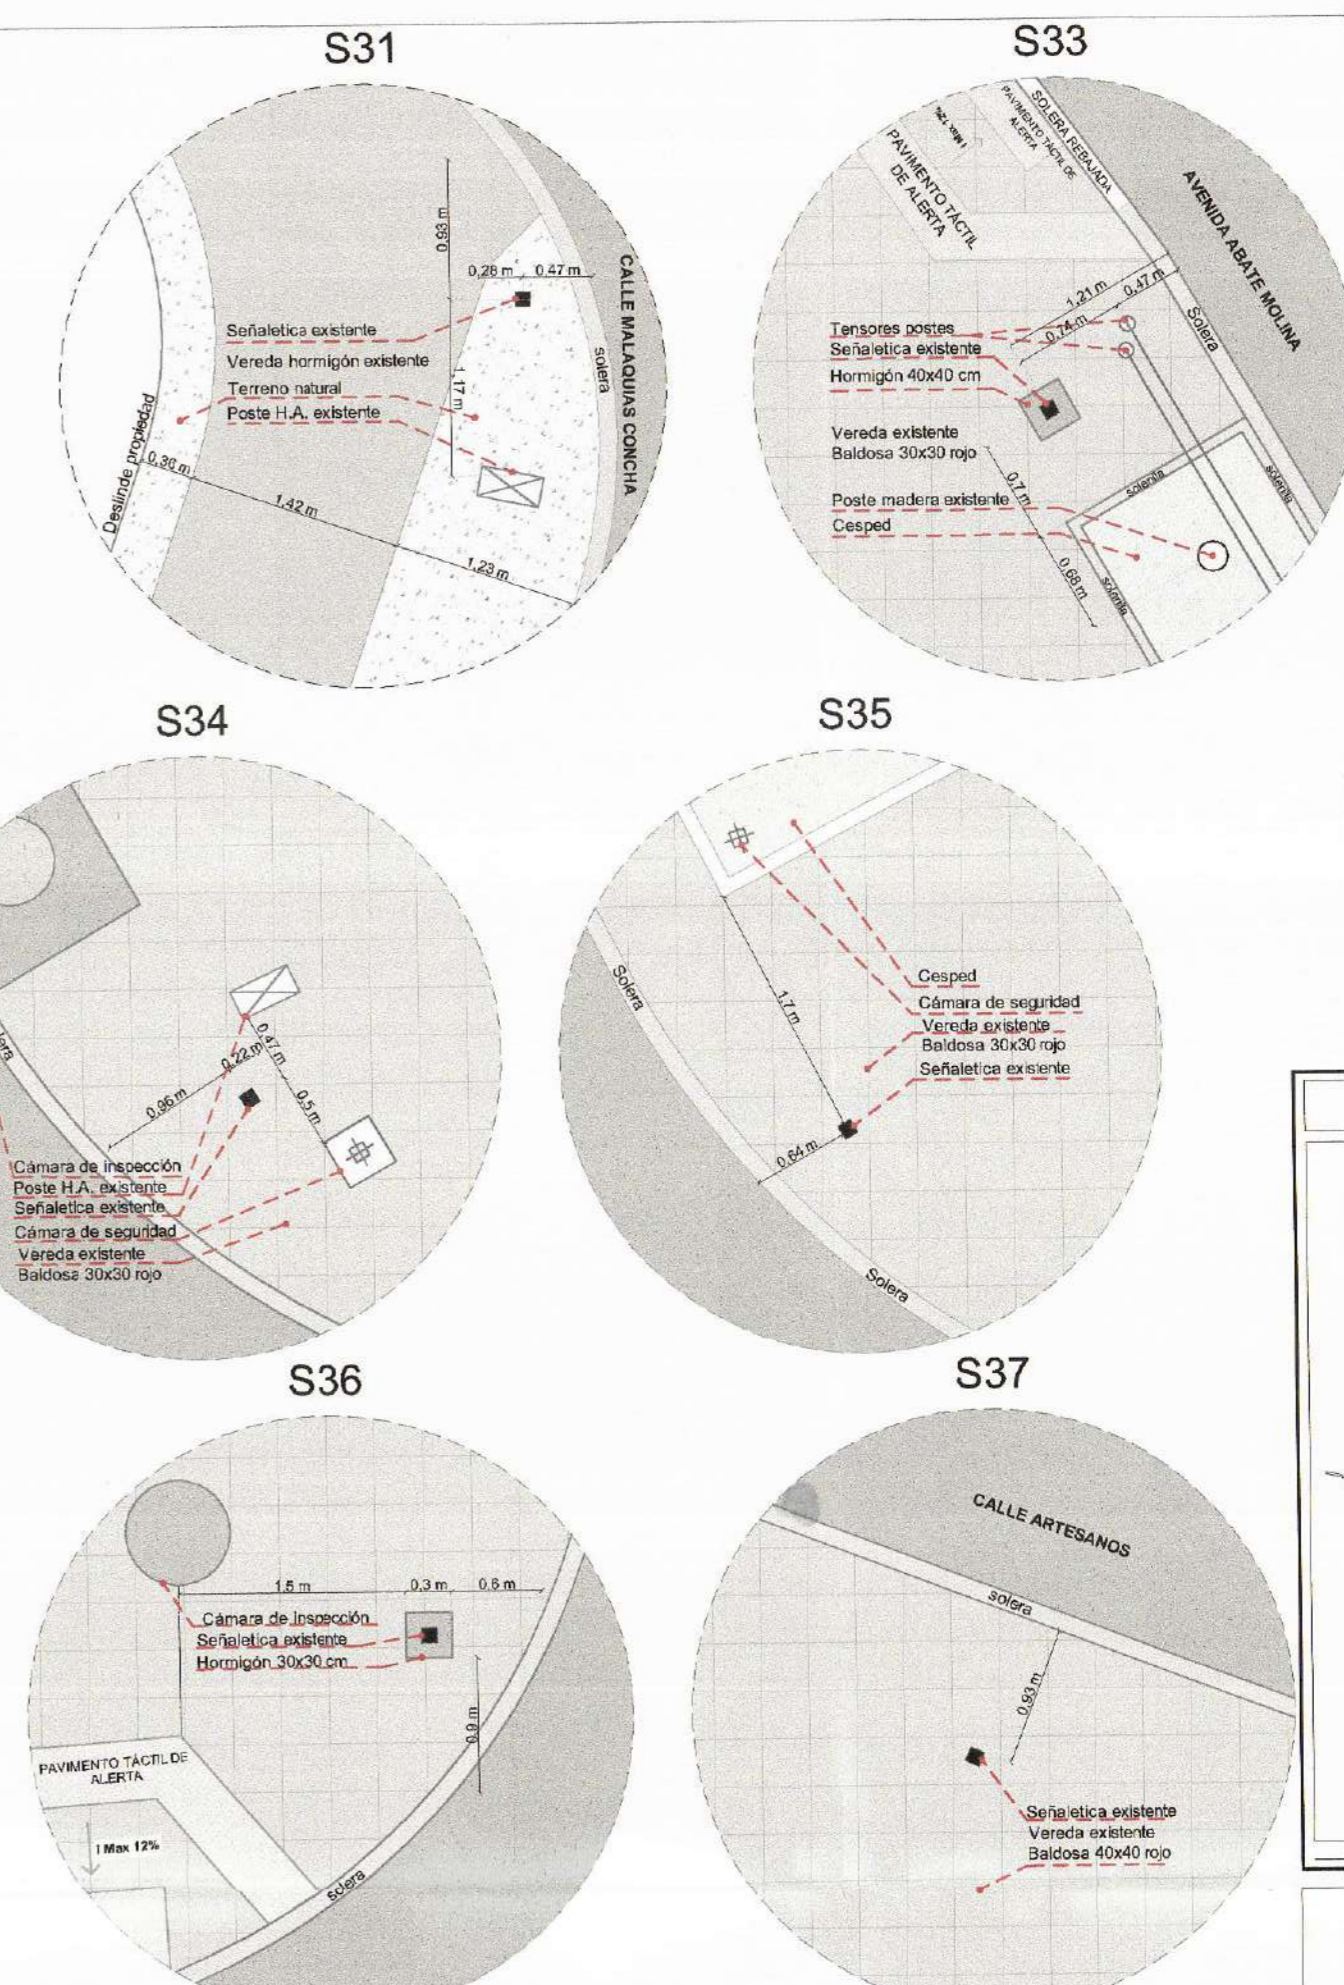 S31
0,93 m
0,28 m
0,47 m
Señaletica existente
Vereda hormigón existente
Terreno natural
Poste H.A. existente
1,17 m
solera
CALLE MALAQUIAS CONCHA
Deslinde propiedad
0,36 m
1,42 m
1,23 m
S33
SOLERA REBAJADA
PAVIMENTO TÁCTIL DE
ALERTA
I Max 12%
PAVIMENTO TÁCTIL
DE ALERTA
AVENIDA ABATE MOLINA
1,21 m
0,47 m
0,74 m
Solera
Tensores postes
Señaletica existente
Hormigón 40x40 cm
Vereda existente
Baldosa 30x30 rojo
Poste madera existente
Cesped
0,7 m
0,68 m
solerilla
solerilla
solerilla
S34
0,47 m
0,22 m
0,96 m
0,5 m
Cámara de inspección
Poste H.A. existente
Señaletica existente
Cámara de seguridad
Vereda existente
Baldosa 30x30 rojo
S35
Solera
1,7 m
Cesped
Cámara de seguridad
Vereda existente
Baldosa 30x30 rojo
Señaletica existente
0,64 m
Solera
S36
1,5 m
0,3 m
0,6 m
Cámara de Inspección
Señaletica existente
Hormigón 30x30 cm
0,9 m
PAVIMENTO TÁCTIL DE
ALERTA
I Max 12%
solera
S37
CALLE ARTESANOS
solera
0,93 m
Señaletica existente
Vereda existente
Baldosa 40x40 rojo